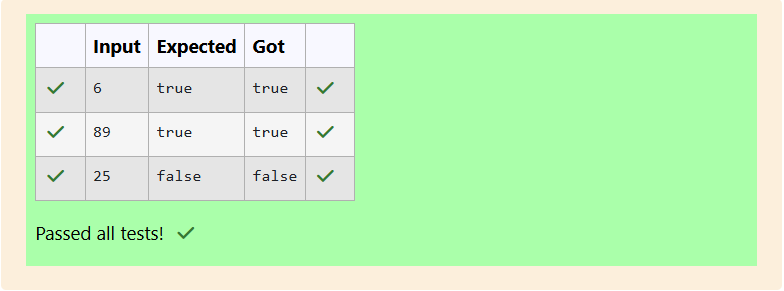 Input Expected Got
6 true true
89 true true
25 false false
Passed all tests!